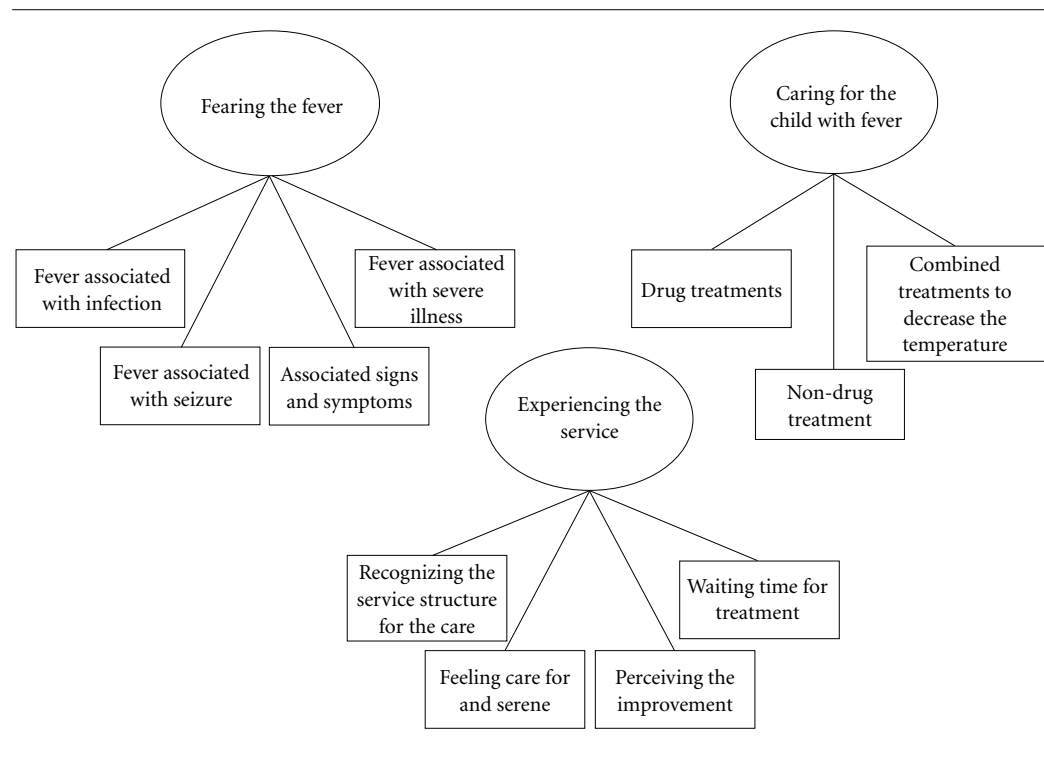 Fearing the fever
Fever associated
with infection
Fever associated
with seizure
Associated signs
and symptoms
Fever associated
with severe
illness
Caring for the
child with fever
Drug treatments
Non-drug
treatment
Combined
treatments to
decrease the
temperature
Experiencing the
service
Recognizing the
service structure
for the care
Feeling care for
and serene
Perceiving the
improvement
Waiting time for
treatment